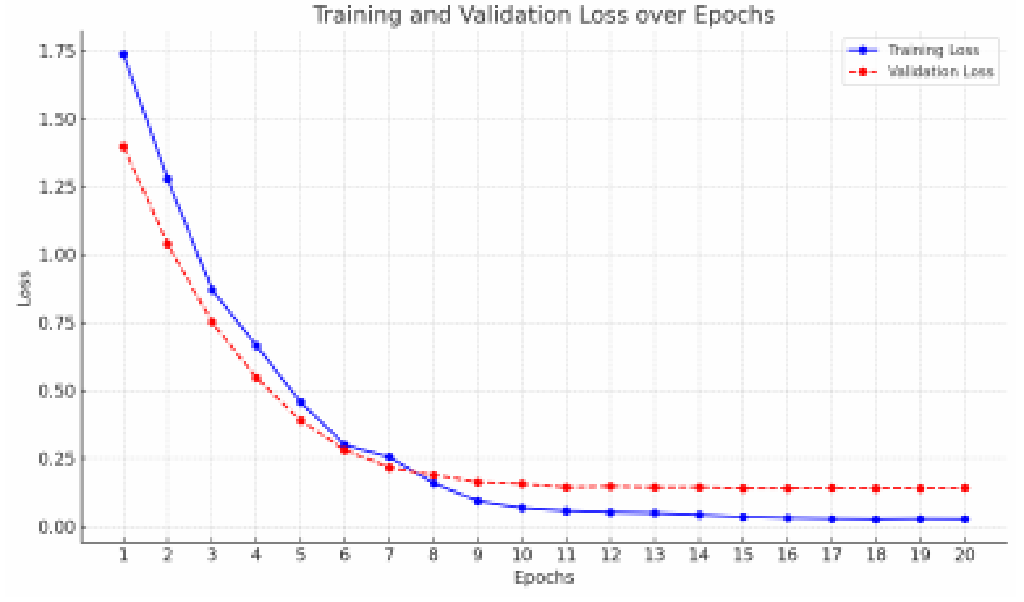 Training and Validation Loss over Epochs
Training Loss
Validation Loss
1.75
1.50
1.25
1.00
0.75
0.50
0.25
0.00
Loss
1 2 3 4 5 6 7 8 9 10 11 12 13 14 15 16 17 18 19 20
Epochs